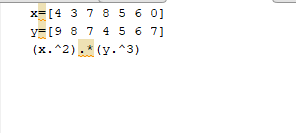 x=[4 3 7 8 5 6 0]
y=[9 8 7 4 5 6 7]
(x.^2).*(y.^3)